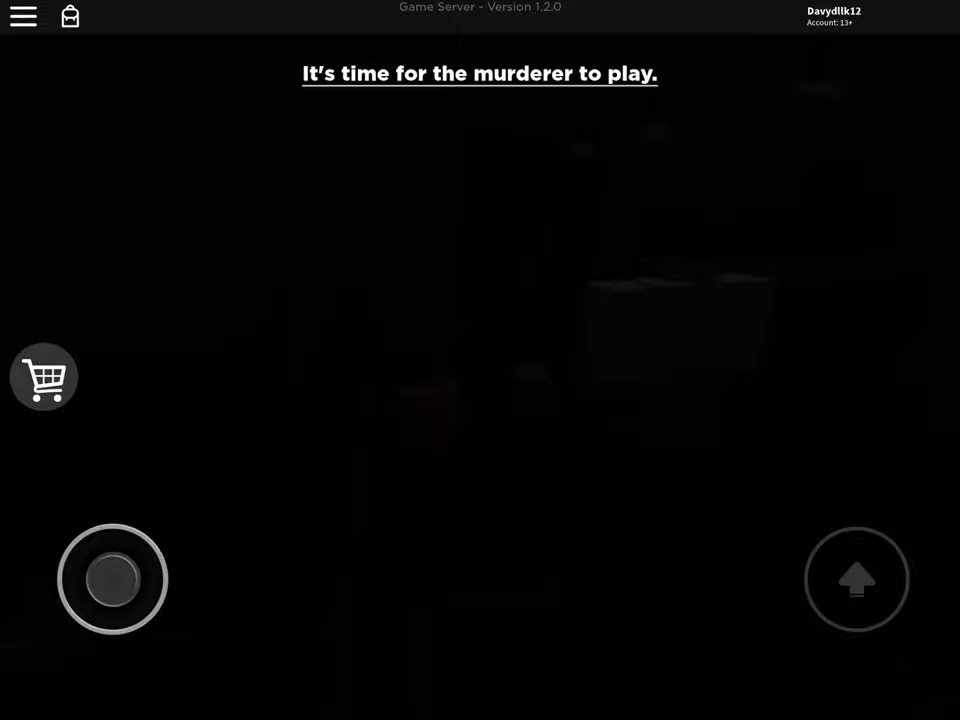 Game Server - Version 1.2.0
Davydllk12
Account: 13+
It's time for the murderer to play.